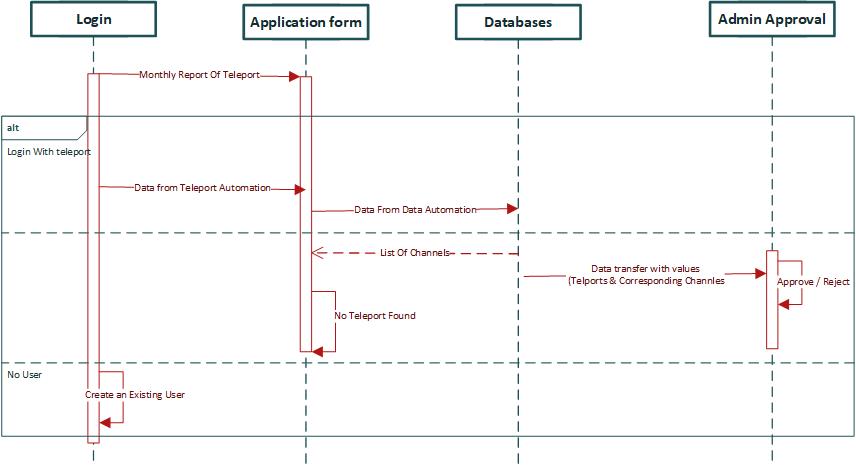 Login
Application form
Databases
Admin Approval
Monthly Report Of Teleport
alt
Login With teleport
Data from Teleport Automation
Data From Data Automation
List Of Channels
Data transfer with values
(Telports & Corresponding Channles
Approve / Reject
No Teleport Found
No User
Create an Existing User